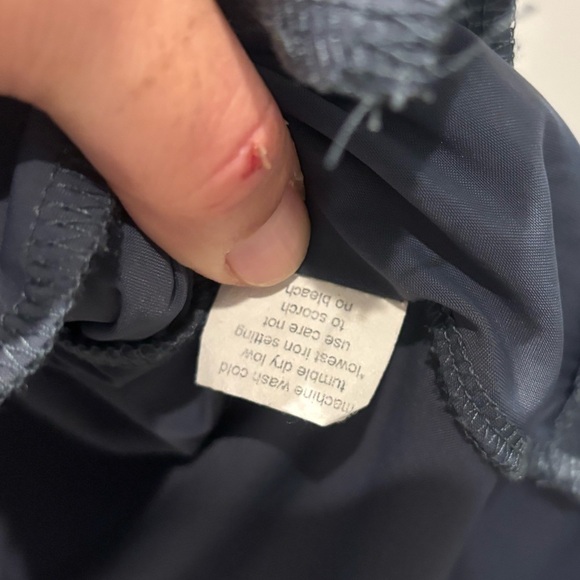 machine wash cold
tumble dry low
*lowest iron setting
use care not
to scorch
no bleach